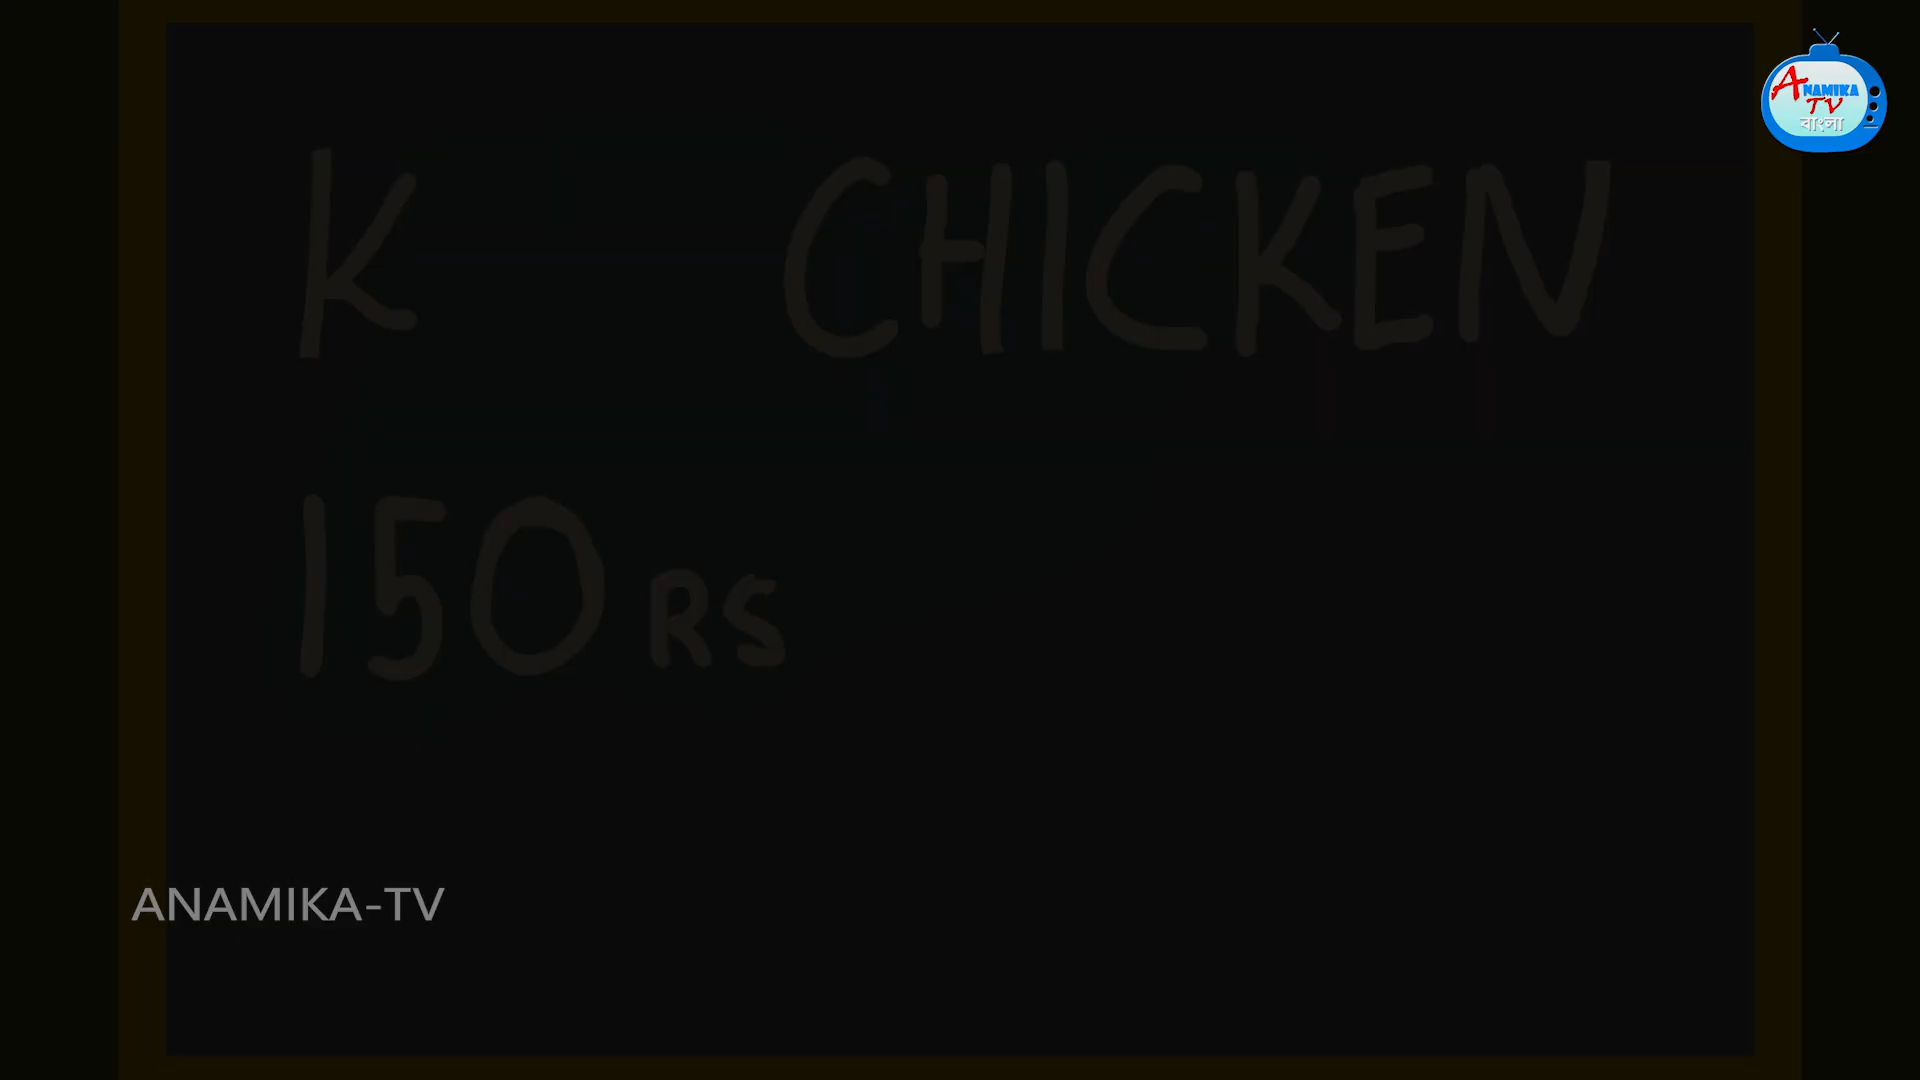 ANAMIKA
TV
বাংলা
K CHICKEN
150 RS
ANAMIKA-TV